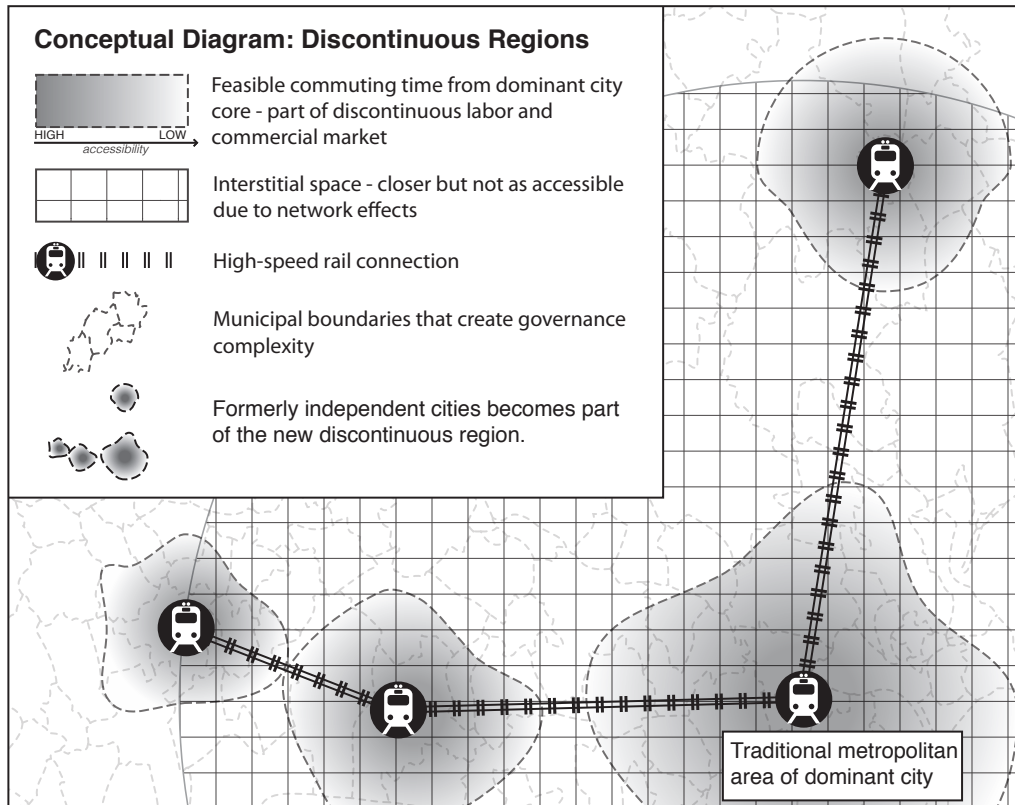 Conceptual Diagram: Discontinuous Regions
Feasible commuting time from dominant city
core - part of discontinuous labor and
commercial market
HIGH
LOW
accessibility
Interstitial space - closer but not as accessible
due to network effects
High-speed rail connection
Municipal boundaries that create governance
complexity
Formerly independent cities becomes part
of the new discontinuous region.
Traditional metropolitan
area of dominant city